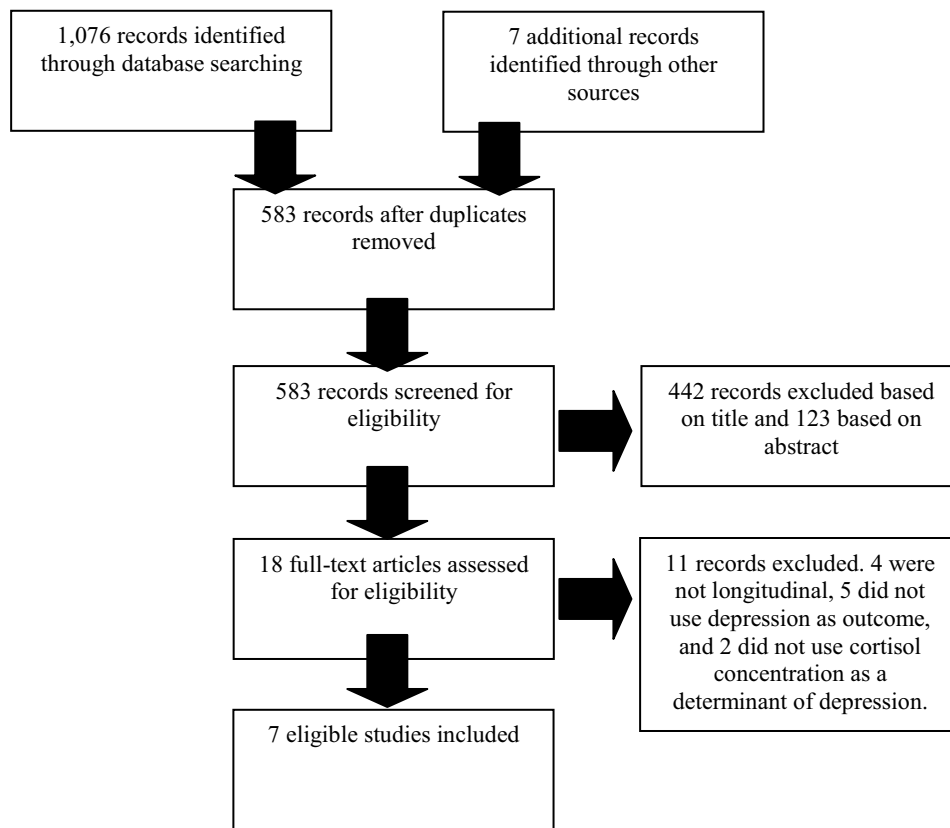 1,076 records identified
through database searching
7 additional records
identified through other
sources
583 records after duplicates
removed
583 records screened for
eligibility
442 records excluded based
on title and 123 based on
abstract
18 full-text articles assessed
for eligibility
11 records excluded. 4 were
not longitudinal, 5 did not
use depression as outcome,
and 2 did not use cortisol
concentration as a
determinant of depression.
7 eligible studies included